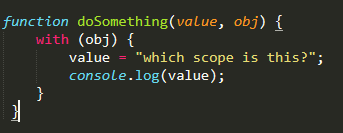 function doSomething(value, obj) {
    with (obj) {
        value = "which scope is this?";
        console.log(value);
    }
}